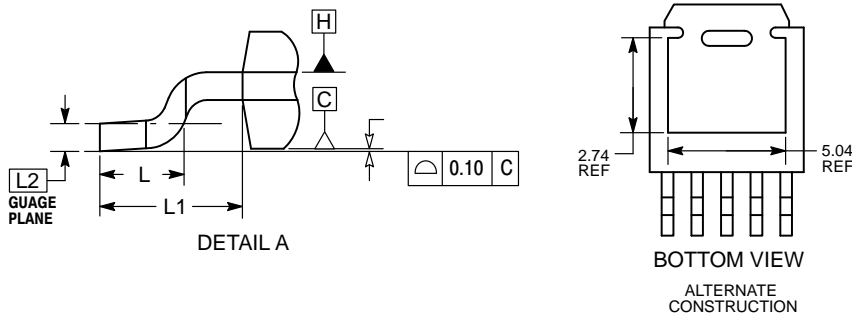 H
C
L2
GUAGE
PLANE
L
L1
0.10 C
DETAIL A
2.74
REF
5.04
REF
BOTTOM VIEW
ALTERNATE
CONSTRUCTION